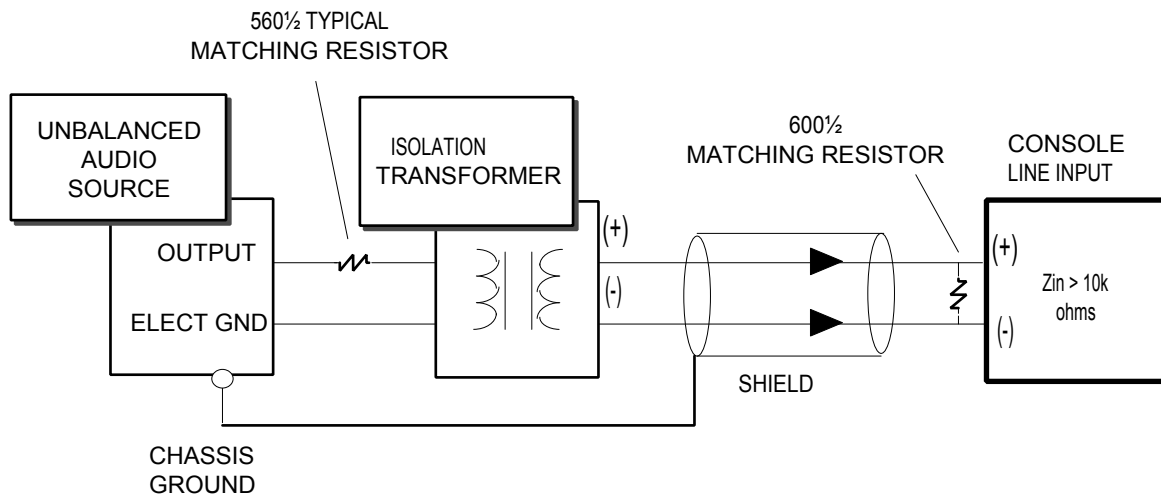 560½ TYPICAL
MATCHING RESISTOR
UNBALANCED
AUDIO
SOURCE
ISOLATION
TRANSFORMER
600½
MATCHING RESISTOR
CONSOLE
LINE INPUT
OUTPUT
ELECT GND
(+)
(-)
(+)
(-)
Zin > 10k
ohms
SHIELD
CHASSIS
GROUND